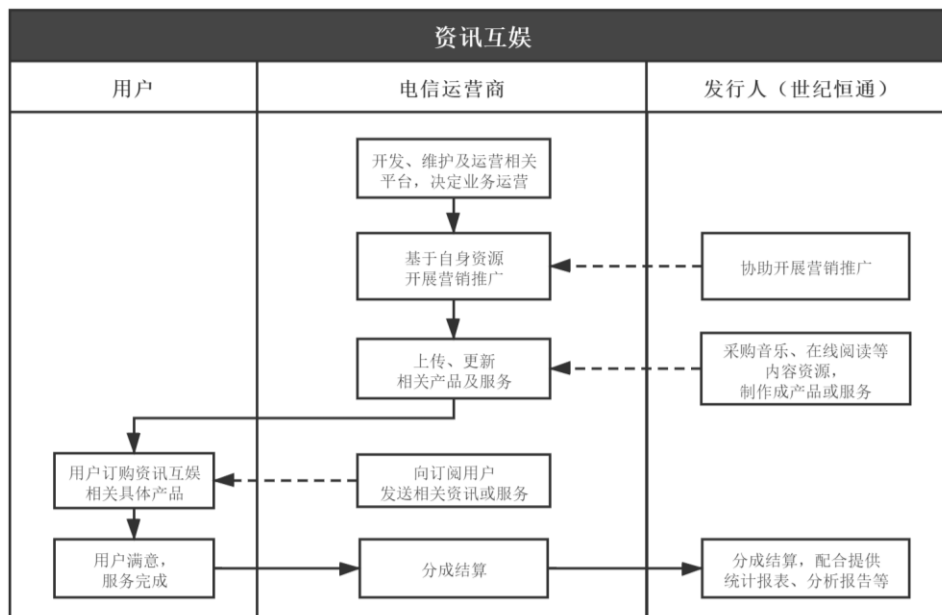 资讯互娱
用户
电信运营商
发行人（世纪恒通）
开发、维护及运营相关
平台，决定业务运营
基于自身资源
开展营销推广
协助开展营销推广
上传、更新
相关产品及服务
采购音乐、在线阅读等
内容资源，
制作成产品或服务
用户订购资讯互娱
相关具体产品
向订阅用户
发送相关资讯或服务
用户满意，
服务完成
分成结算
分成结算，配合提供
统计报表、分析报告等